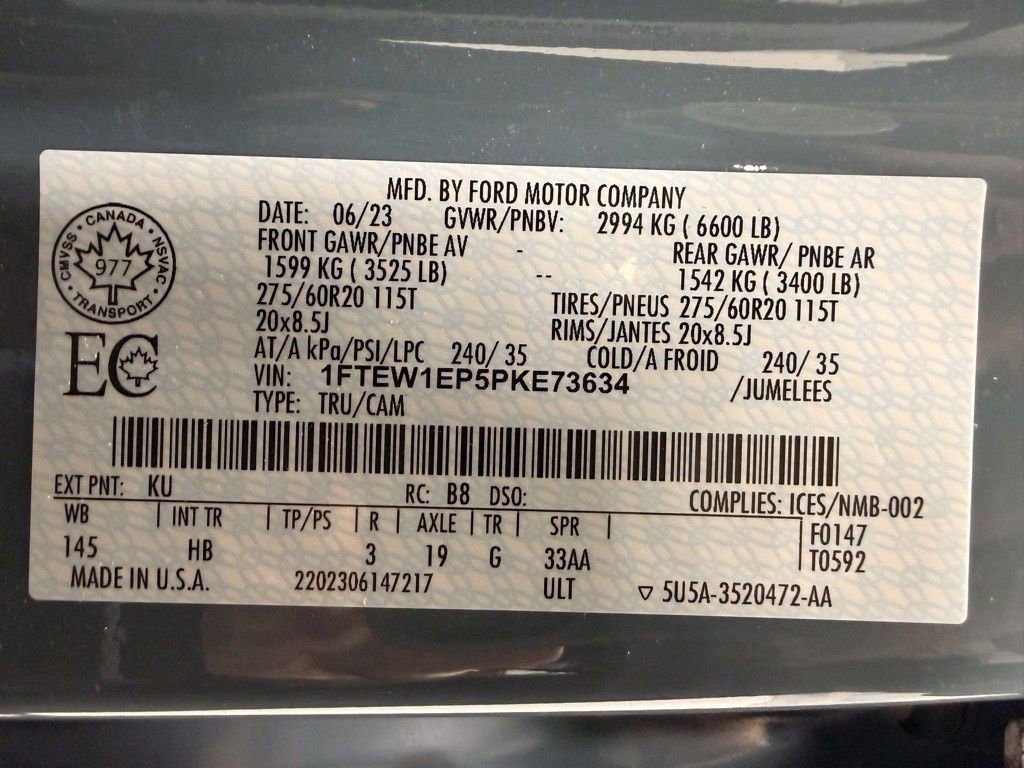 MFD. BY FORD MOTOR COMPANY
DATE: 06/23 GVWR/PNBV: 2994 KG ( 6600 LB)
FRONT GAWR/PNBE AV - REAR GAWR/ PNBE AR
1599 KG ( 3525 LB) -- 1542 KG ( 3400 LB)
275/60R20 115T TIRES/PNEUS 275/60R20 115T
20x8.5J RIMS/JANTES 20x8.5J
AT/A kPa/PSI/LPC 240/ 35 COLD/A FROID 240/ 35
VIN: 1FTEW1EP5PKE73634 /JUMELEES
TYPE: TRU/CAM
CANADA
CMVSS • NSVAC
977
TRANSPORT
EC
EXT PNT: KU RC: B8 DSO: COMPLIES: ICES/NMB-002
WB | INT TR | TP/PS | R | AXLE | TR | SPR | F0147
145 HB 3 19 G 33AA T0592
MADE IN U.S.A. 2202306147217 ULT ▽ 5U5A-3520472-AA